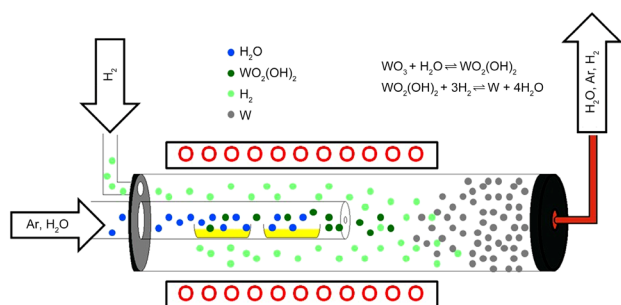 H₂
H₂O
WO₂(OH)₂
H₂
W
WO₃ + H₂O ⇌ WO₂(OH)₂
WO₂(OH)₂ + 3H₂ ⇌ W + 4H₂O
H₂O, Ar, H₂
Ar, H₂O